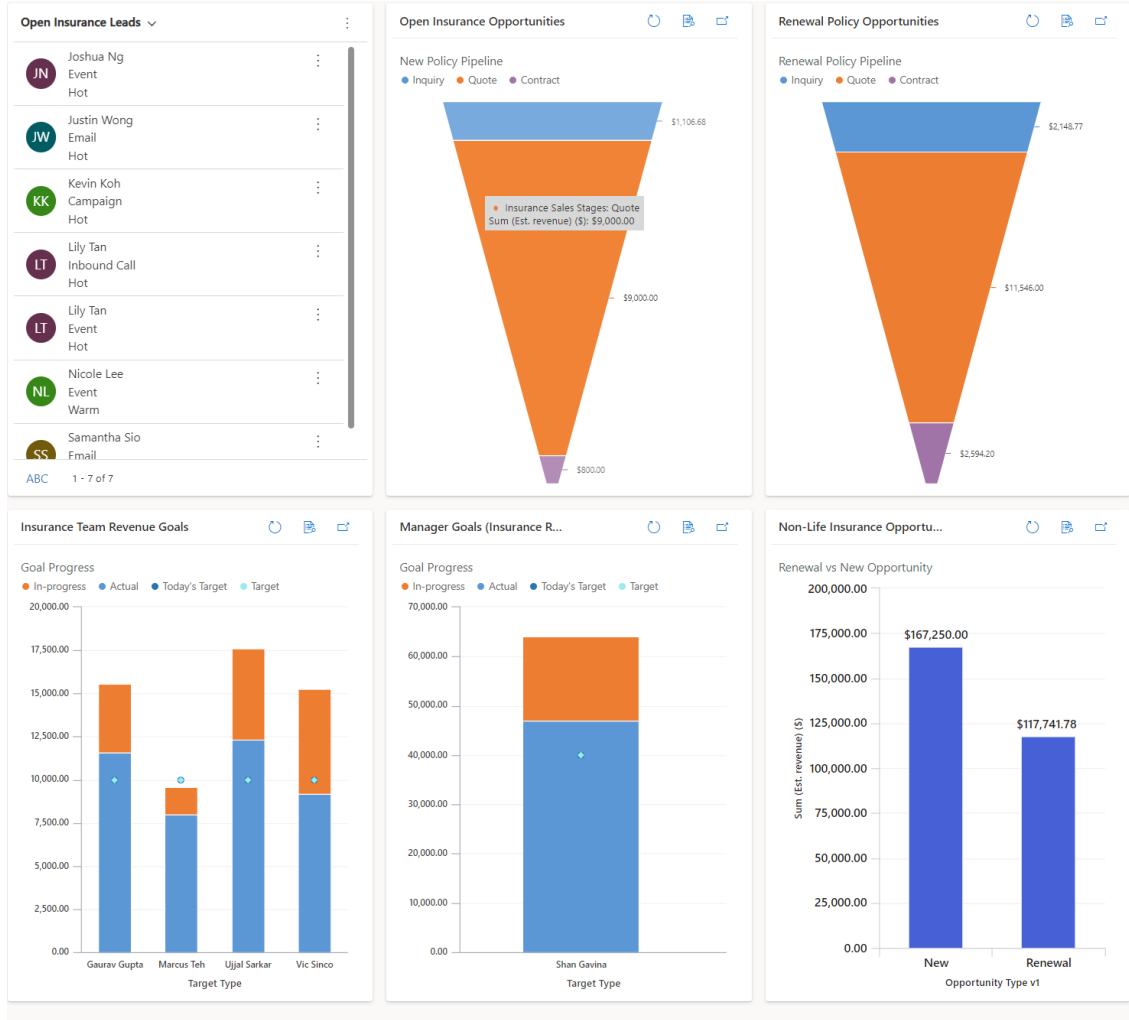 Open Insurance Leads
JN
Joshua Ng
Event
Hot
JW
Justin Wong
Email
Hot
KK
Kevin Koh
Campaign
Hot
LT
Lily Tan
Inbound Call
Hot
LT
Lily Tan
Event
Hot
NL
Nicole Lee
Event
Warm
SS
Samantha Sio
Email
ABC 1 - 7 of 7
Open Insurance Opportunities
New Policy Pipeline
Inquiry Quote Contract
$1,106.68
Insurance Sales Stages: Quote
Sum (Est. revenue) ($): $9,000.00
$9,000.00
$800.00
Renewal Policy Opportunities
Renewal Policy Pipeline
Inquiry Quote Contract
$2,148.77
$11,546.00
$2,594.20
Insurance Team Revenue Goals
Goal Progress
In-progress Actual Today's Target Target
20,000.00
17,500.00
15,000.00
12,500.00
10,000.00
7,500.00
5,000.00
2,500.00
0.00
Gaurav Gupta Marcus Teh Ujjal Sarkar Vic Sinco
Target Type
Manager Goals (Insurance R...
Goal Progress
In-progress Actual Today's Target Target
70,000.00
60,000.00
50,000.00
40,000.00
30,000.00
20,000.00
10,000.00
0.00
Shan Gavina
Target Type
Non-Life Insurance Opportu...
Renewal vs New Opportunity
Sum (Est. revenue) ($)
200,000.00
175,000.00
150,000.00
125,000.00
100,000.00
75,000.00
50,000.00
25,000.00
0.00
$167,250.00
$117,741.78
New Renewal
Opportunity Type v1